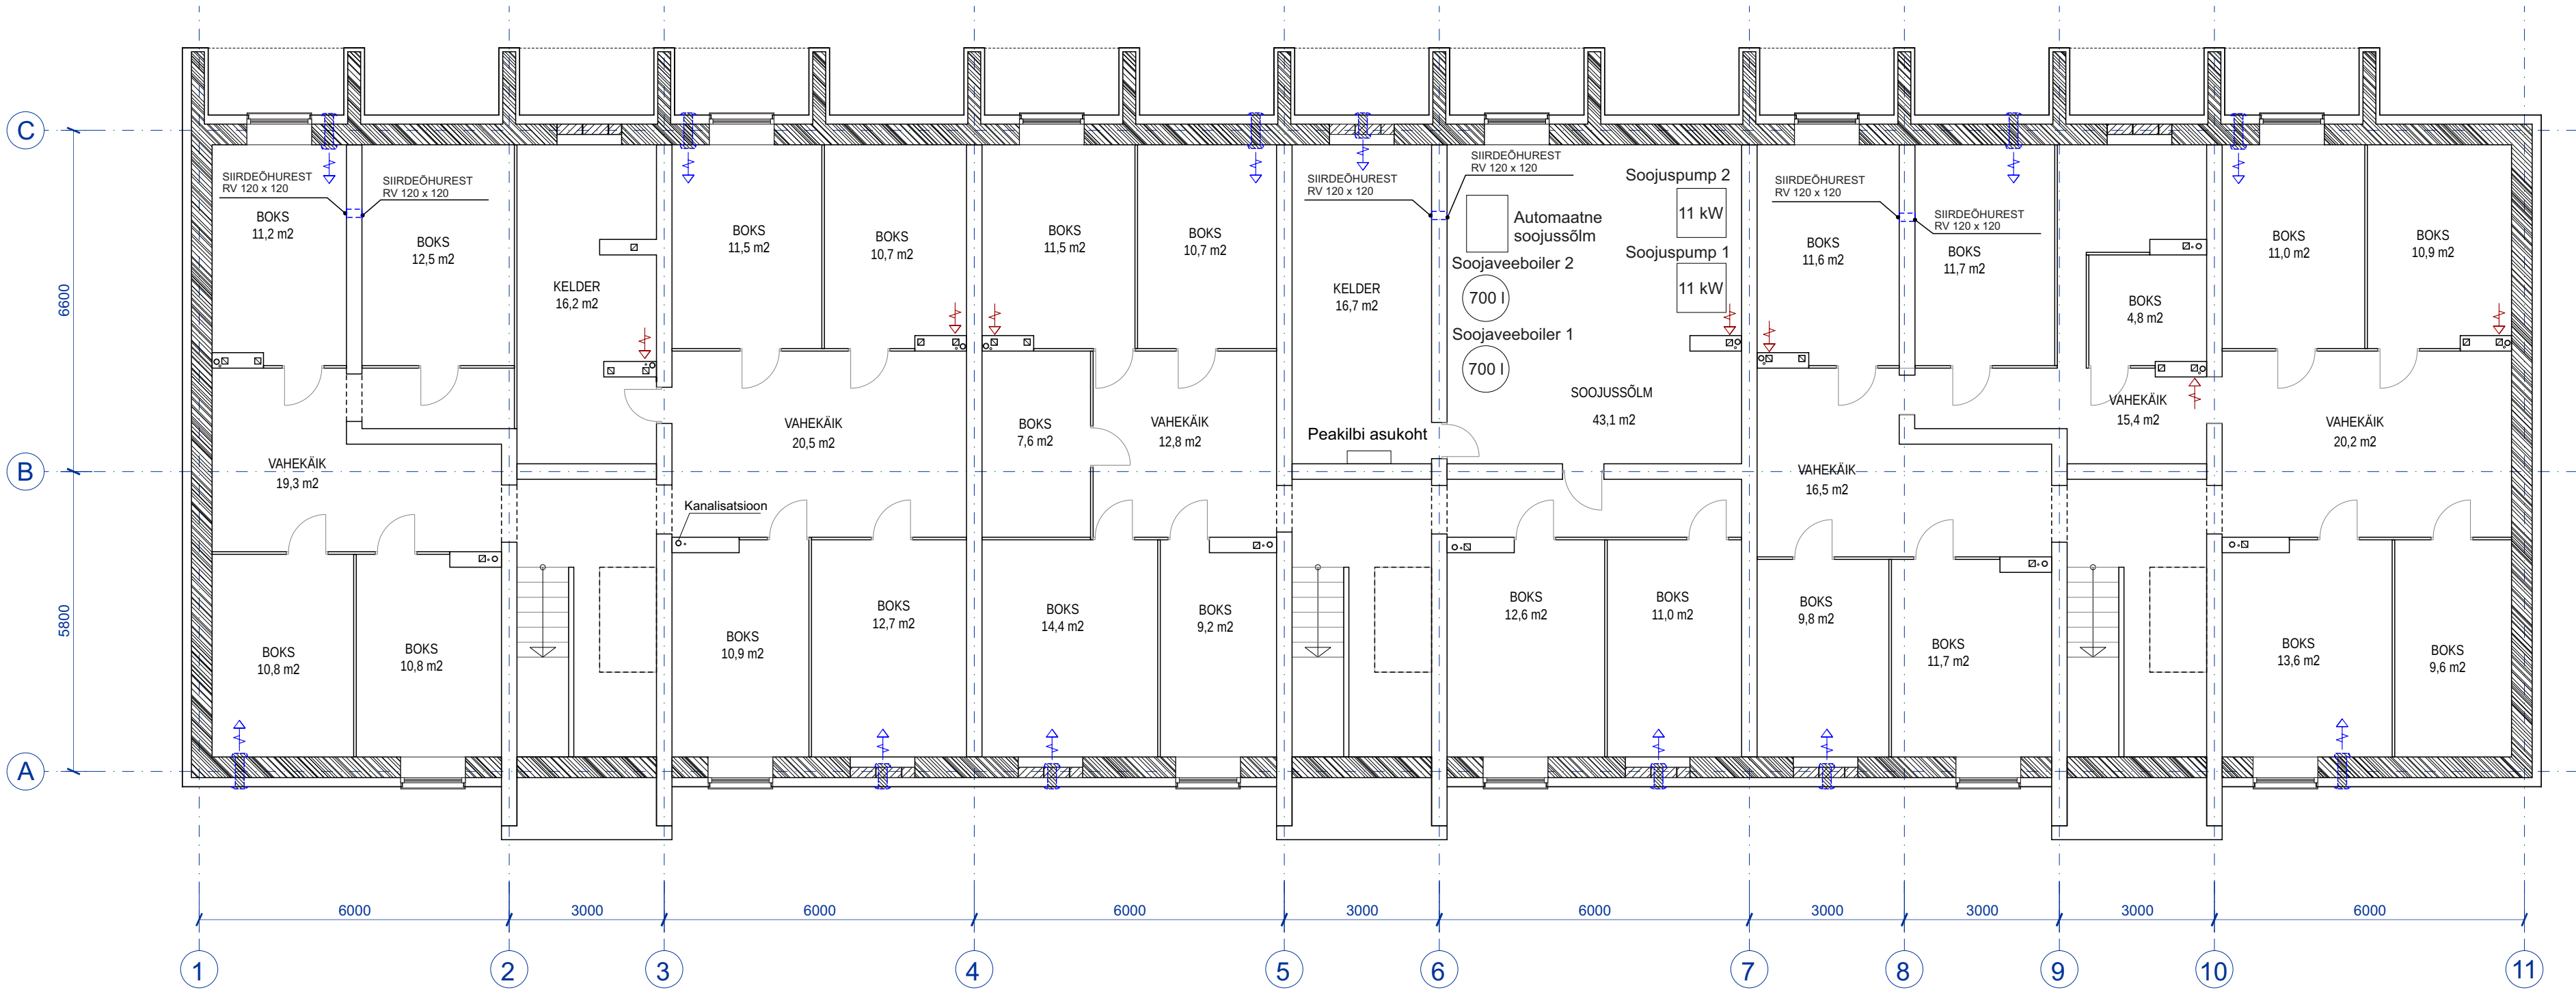 C
B
A
6600
5800
SIIRDEÕHUREST
RV 120 x 120
BOKS
11,2 m2
SIIRDEÕHUREST
RV 120 x 120
BOKS
12,5 m2
KELDER
16,2 m2
BOKS
11,5 m2
BOKS
10,7 m2
BOKS
11,5 m2
BOKS
10,7 m2
SIIRDEÕHUREST
RV 120 x 120
KELDER
16,7 m2
SIIRDEÕHUREST
RV 120 x 120
Automaatne
soojussõlm
Soojuspump 2
11 kW
Soojuspump 1
11 kW
Soojaveeboiler 2
700 l
Soojaveeboiler 1
700 l
SOOJUSSÕLM
43,1 m2
SIIRDEÕHUREST
RV 120 x 120
BOKS
11,6 m2
SIIRDEÕHUREST
RV 120 x 120
BOKS
11,7 m2
BOKS
4,8 m2
BOKS
11,0 m2
BOKS
10,9 m2
VAHEKÄIK
19,3 m2
VAHEKÄIK
20,5 m2
BOKS
7,6 m2
VAHEKÄIK
12,8 m2
Peakilbi asukoht
VAHEKÄIK
16,5 m2
VAHEKÄIK
15,4 m2
VAHEKÄIK
20,2 m2
Kanalisatsioon
BOKS
10,8 m2
BOKS
10,8 m2
BOKS
10,9 m2
BOKS
12,7 m2
BOKS
14,4 m2
BOKS
9,2 m2
BOKS
12,6 m2
BOKS
11,0 m2
BOKS
9,8 m2
BOKS
11,7 m2
BOKS
13,6 m2
BOKS
9,6 m2
6000 3000 6000 6000 3000 6000 3000 3000 3000 6000
1 2 3 4 5 6 7 8 9 10 11